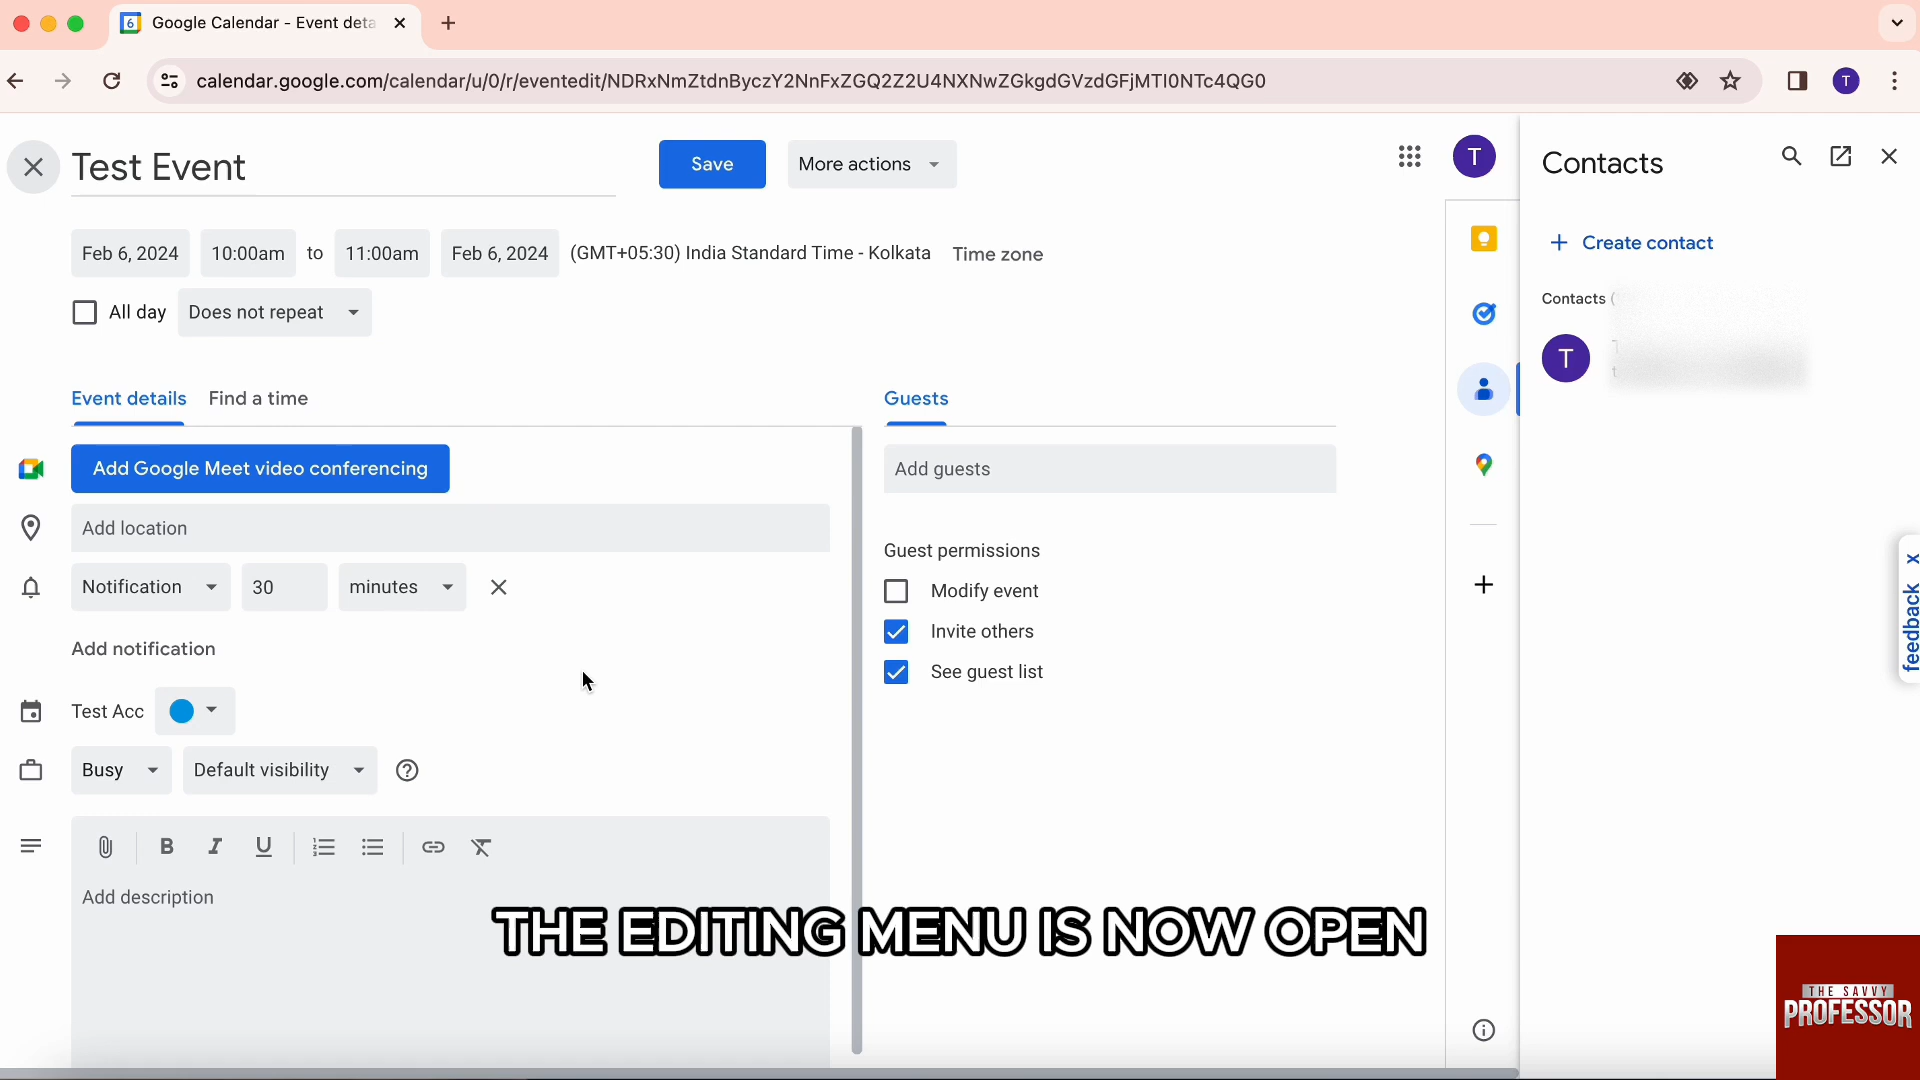 Google Calendar - Event deta
calendar.google.com/calendar/u/0/r/eventedit/NDRxNmZtdnByczY2NnFxZGQ2Z2U4NXNwZGkgdGVzdGFjMTI0NTc4QG0
T
Test Event
Save
More actions
T
Contacts
Feb 6, 2024 10:00am to 11:00am Feb 6, 2024 (GMT+05:30) India Standard Time - Kolkata Time zone
Create contact
All day
Does not repeat
Contacts (
T
Event details
Find a time
Guests
Add Google Meet video conferencing
Add guests
Add location
Guest permissions
Notification
30
minutes
Modify event
Invite others
See guest list
feedback x
Add notification
Test Acc
Busy
Default visibility
B I U
Add description
THE EDITING MENU IS NOW OPEN
THE SAVVY
PROFESSOR